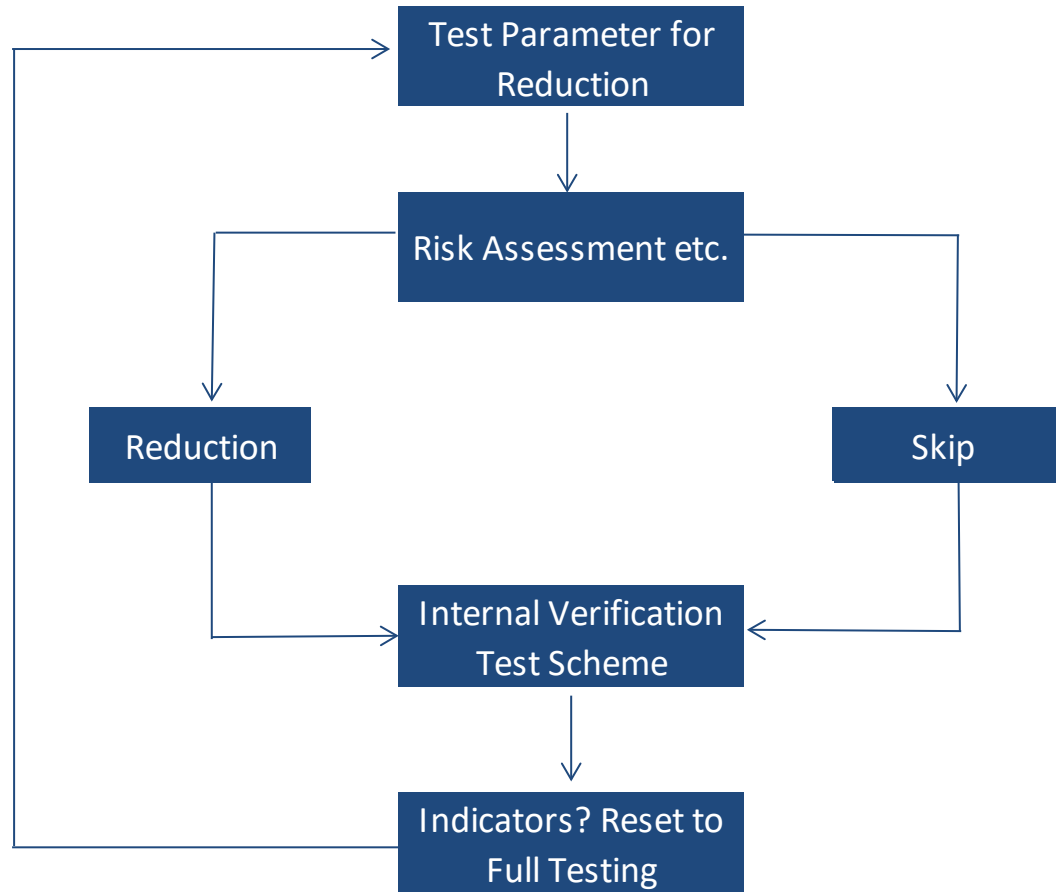 Test Parameter for
Reduction
Risk Assessment etc.
Reduction
Skip
Internal Verification
Test Scheme
Indicators? Reset to
Full Testing